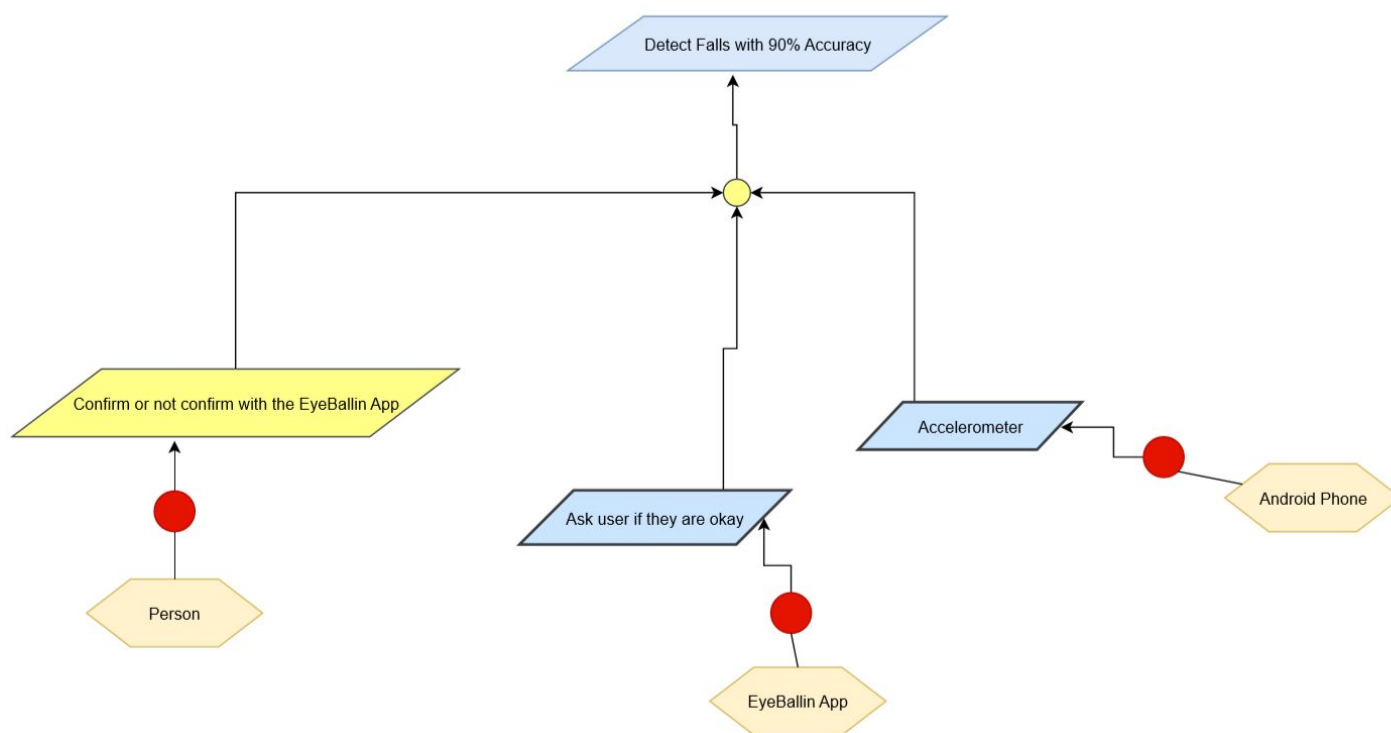 Detect Falls with 90% Accuracy
Confirm or not confirm with the EyeBallin App
Accelerometer
Android Phone
Ask user if they are okay
Person
EyeBallin App